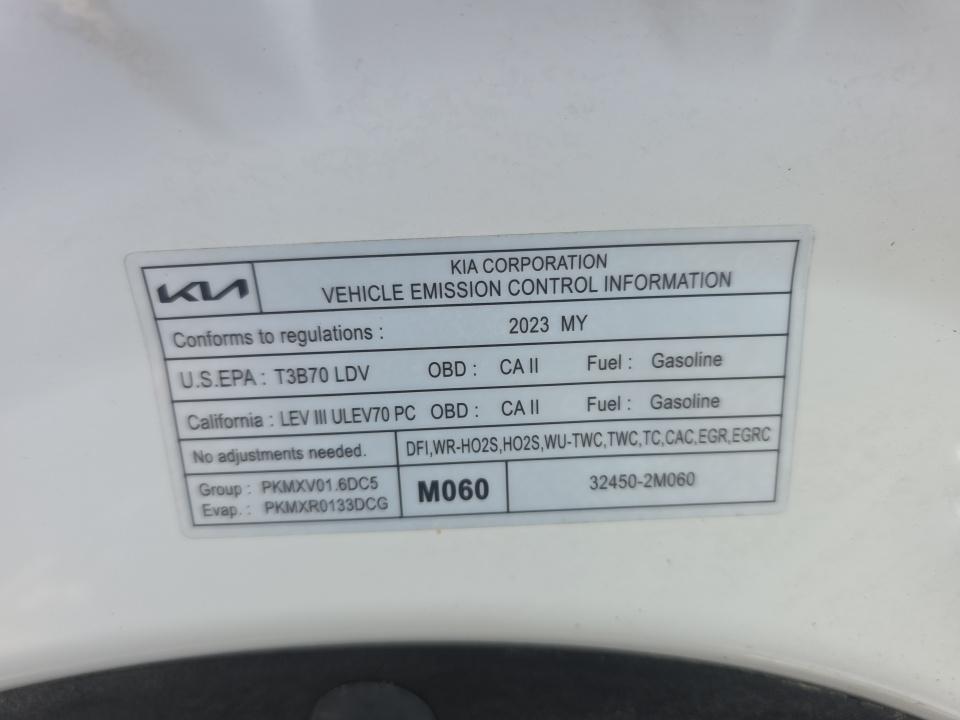 KIA
KIA CORPORATION
VEHICLE EMISSION CONTROL INFORMATION
Conforms to regulations : 2023 MY
U.S.EPA : T3B70 LDV OBD : CA II Fuel : Gasoline
California : LEV III ULEV70 PC OBD : CA II Fuel : Gasoline
No adjustments needed. DFI,WR-HO2S,HO2S,WU-TWC,TWC,TC,CAC,EGR,EGRC
Group : PKMXV01.6DC5
Evap. : PKMXR0133DCG
M060
32450-2M060